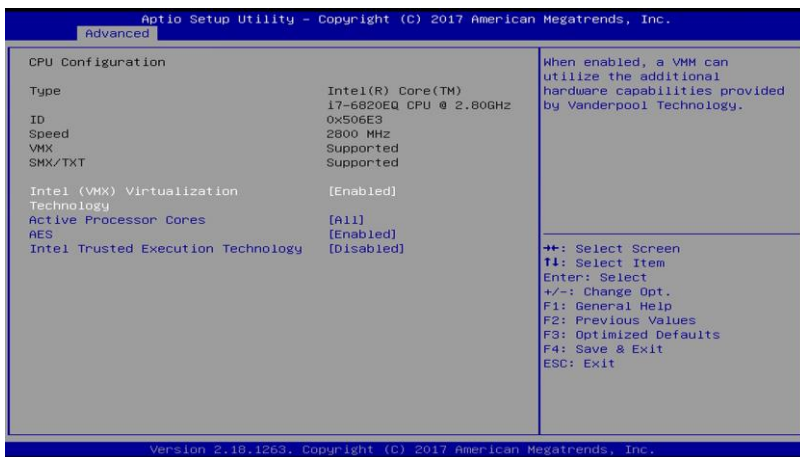 Aptio Setup Utility – Copyright (C) 2017 American Megatrends, Inc.
Advanced
CPU Configuration
Type Intel(R) Core(TM)
i7-6820EQ CPU @ 2.80GHz
ID 0x506E3
Speed 2800 MHz
VMX Supported
SMX/TXT Supported
Intel (VMX) Virtualization [Enabled]
Technology
Active Processor Cores [All]
AES [Enabled]
Intel Trusted Execution Technology [Disabled]
When enabled, a VMM can
utilize the additional
hardware capabilities provided
by Vanderpool Technology.
→←: Select Screen
↑↓: Select Item
Enter: Select
+/-: Change Opt.
F1: General Help
F2: Previous Values
F3: Optimized Defaults
F4: Save & Exit
ESC: Exit
Version 2.18.1263. Copyright (C) 2017 American Megatrends, Inc.